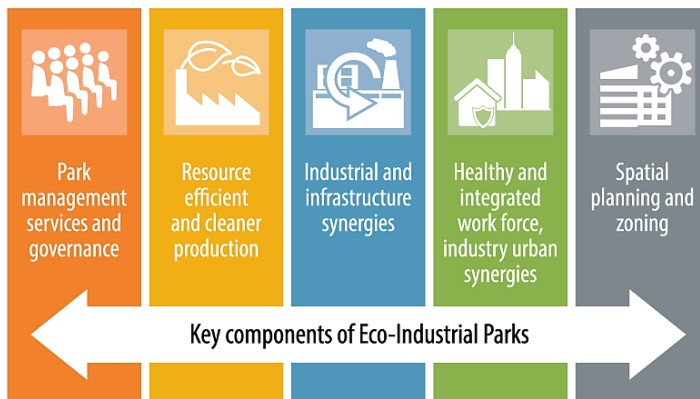 Park
management
services and
governance
Resource
efficient
and cleaner
production
Industrial and
infrastructure
synergies
Healthy and
integrated
work force,
industry urban
synergies
Spatial
planning and
zoning
Key components of Eco-Industrial Parks